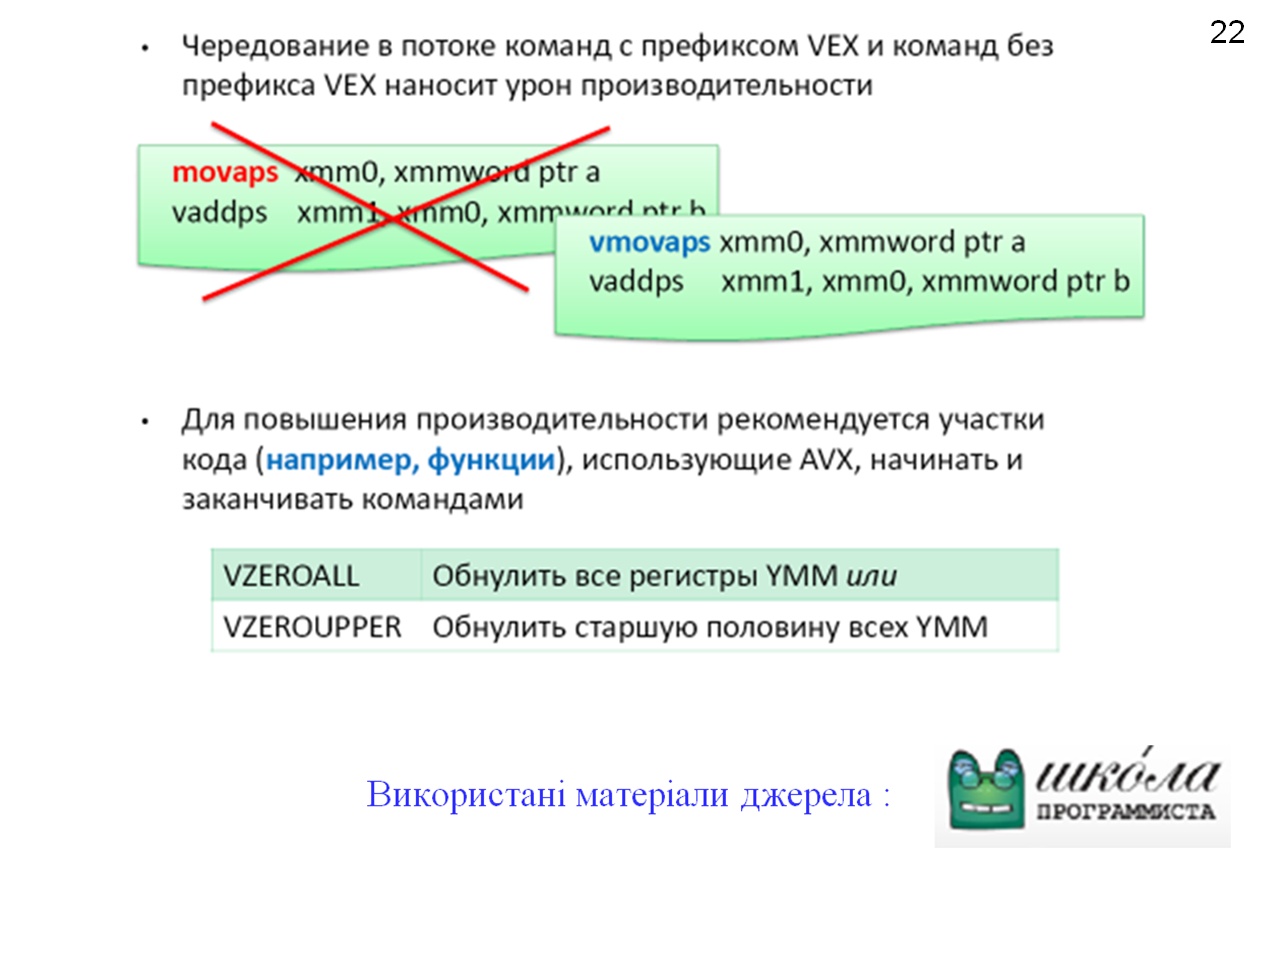 22
• Чередование в потоке команд с префиксом VEX и команд без
префикса VEX наносит урон производительности
movaps xmm0, xmmword ptr a
vaddps xmm1, xmm0, xmmword ptr b
vmovaps xmm0, xmmword ptr a
vaddps xmm1, xmm0, xmmword ptr b
• Для повышения производительности рекомендуется участки
кода (например, функции), использующие AVX, начинать и
заканчивать командами
VZEROALL Обнулить все регистры YMM или
VZEROUPPER Обнулить старшую половину всех YMM
Використані матеріали джерела :
шко́ла
ПРОГРАММИСТА